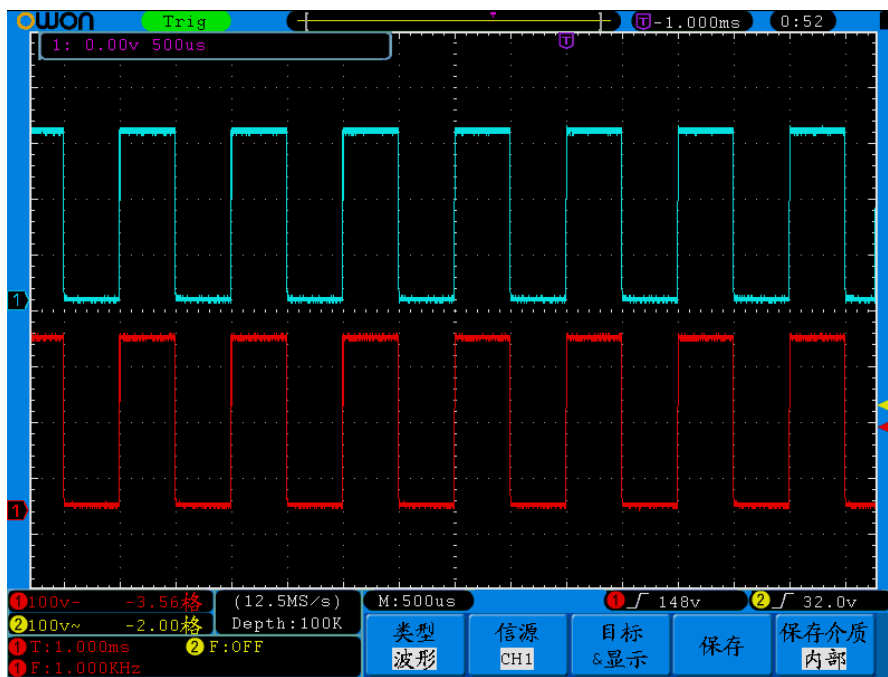 OWON Trig T -1.000ms 0:52
1: 0.00v 500us
T
1
1
1 100v- -3.56格 (12.5MS/s) M:500us 1 148v 2 32.0v
2 100v~ -2.00格 Depth:100K
1 T:1.000ms 2 F:OFF
1 F:1.000KHz
类型 信源 目标 保存 保存介质
波形 CH1 &显示 内部